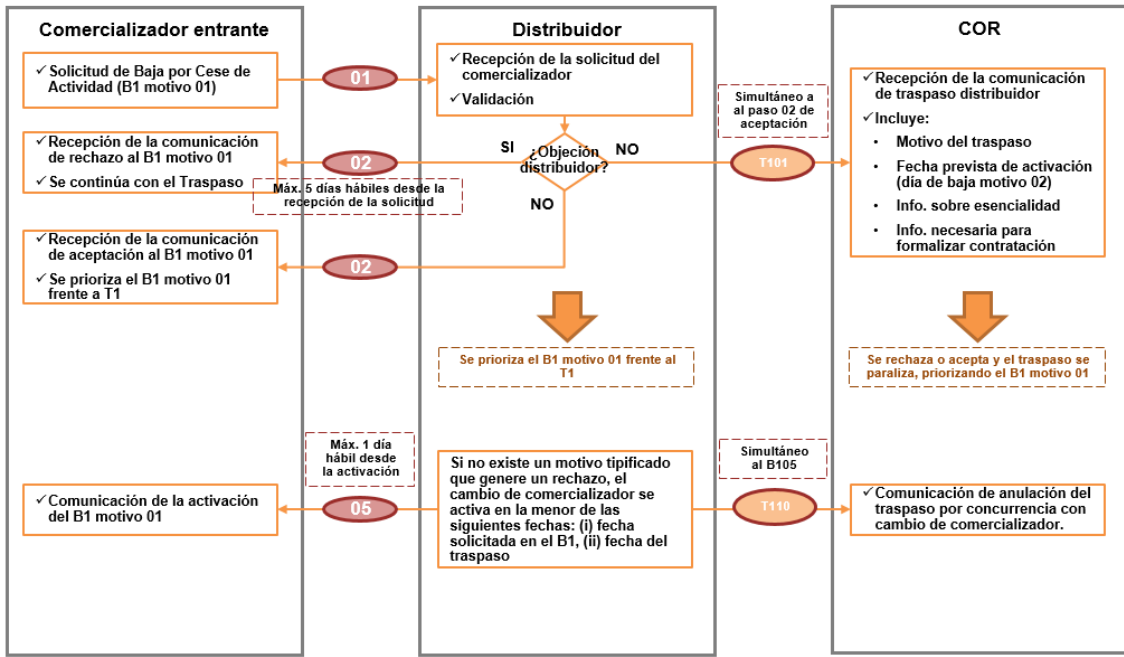 Comercializador entrante
✓ Solicitud de Baja por Cese de
Actividad (B1 motivo 01)
✓ Recepción de la comunicación
de rechazo al B1 motivo 01
✓ Se continúa con el Traspaso
✓ Recepción de la comunicación
de aceptación al B1 motivo 01
✓ Se prioriza el B1 motivo 01
frente a T1
✓ Comunicación de la activación
del B1 motivo 01
01
02
Máx. 5 días hábiles desde la
recepción de la solicitud
02
Máx. 1 día
hábil desde
la activación
05
Distribuidor
✓ Recepción de la solicitud del
comercializador
✓ Validación
SI
¿Objeción
distribuidor?
NO
NO
Se prioriza el B1 motivo 01 frente al
T1
Si no existe un motivo tipificado
que genere un rechazo, el
cambio de comercializador se
activa en la menor de las
siguientes fechas: (i) fecha
solicitada en el B1, (ii) fecha del
traspaso
Simultáneo a
al paso 02 de
aceptación
T101
Simultáneo
al B105
T110
COR
✓ Recepción de la comunicación
de traspaso distribuidor
✓ Incluye:
• Motivo del traspaso
• Fecha prevista de activación
(día de baja motivo 02)
• Info. sobre esencialidad
• Info. necesaria para
formalizar contratación
Se rechaza o acepta y el traspaso se
paraliza, priorizando el B1 motivo 01
✓ Comunicación de anulación del
traspaso por concurrencia con
cambio de comercializador.